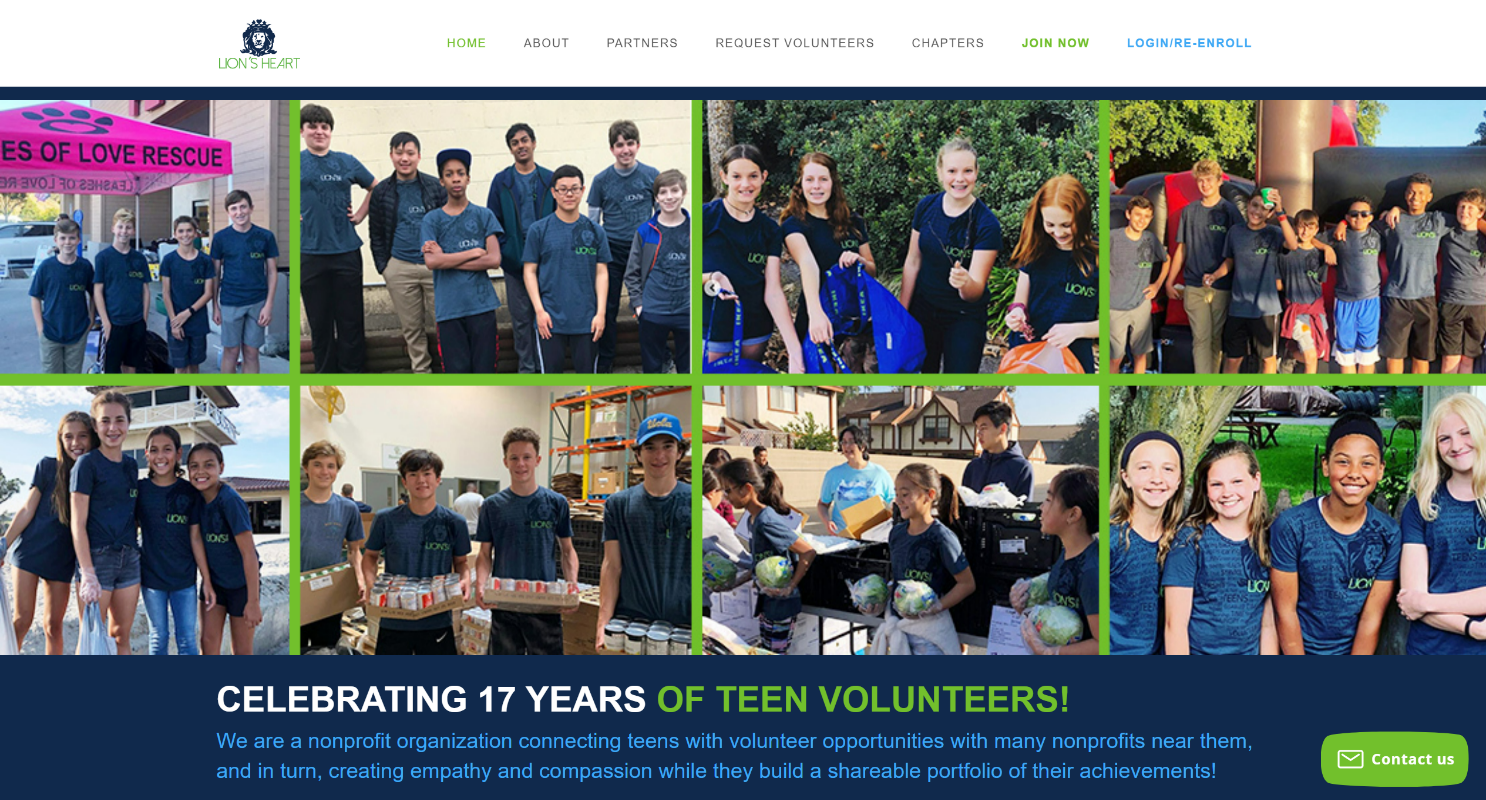 LION'S HEART
HOME
ABOUT
PARTNERS
REQUEST VOLUNTEERS
CHAPTERS
JOIN NOW
LOGIN/RE-ENROLL
ES OF LOVE RESCUE
CELEBRATING 17 YEARS OF TEEN VOLUNTEERS!
We are a nonprofit organization connecting teens with volunteer opportunities with many nonprofits near them,
and in turn, creating empathy and compassion while they build a shareable portfolio of their achievements!
Contact us